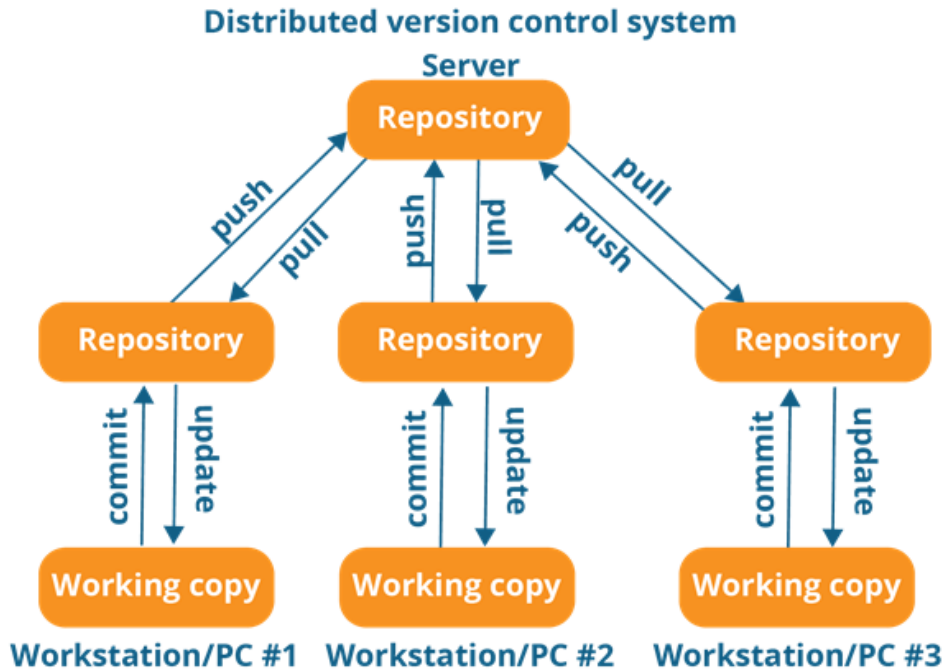 Distributed version control system
Server
Repository
push
pull
push
pull
push
pull
Repository
Repository
Repository
commit
update
commit
update
commit
update
Working copy
Working copy
Working copy
Workstation/PC #1
Workstation/PC #2
Workstation/PC #3